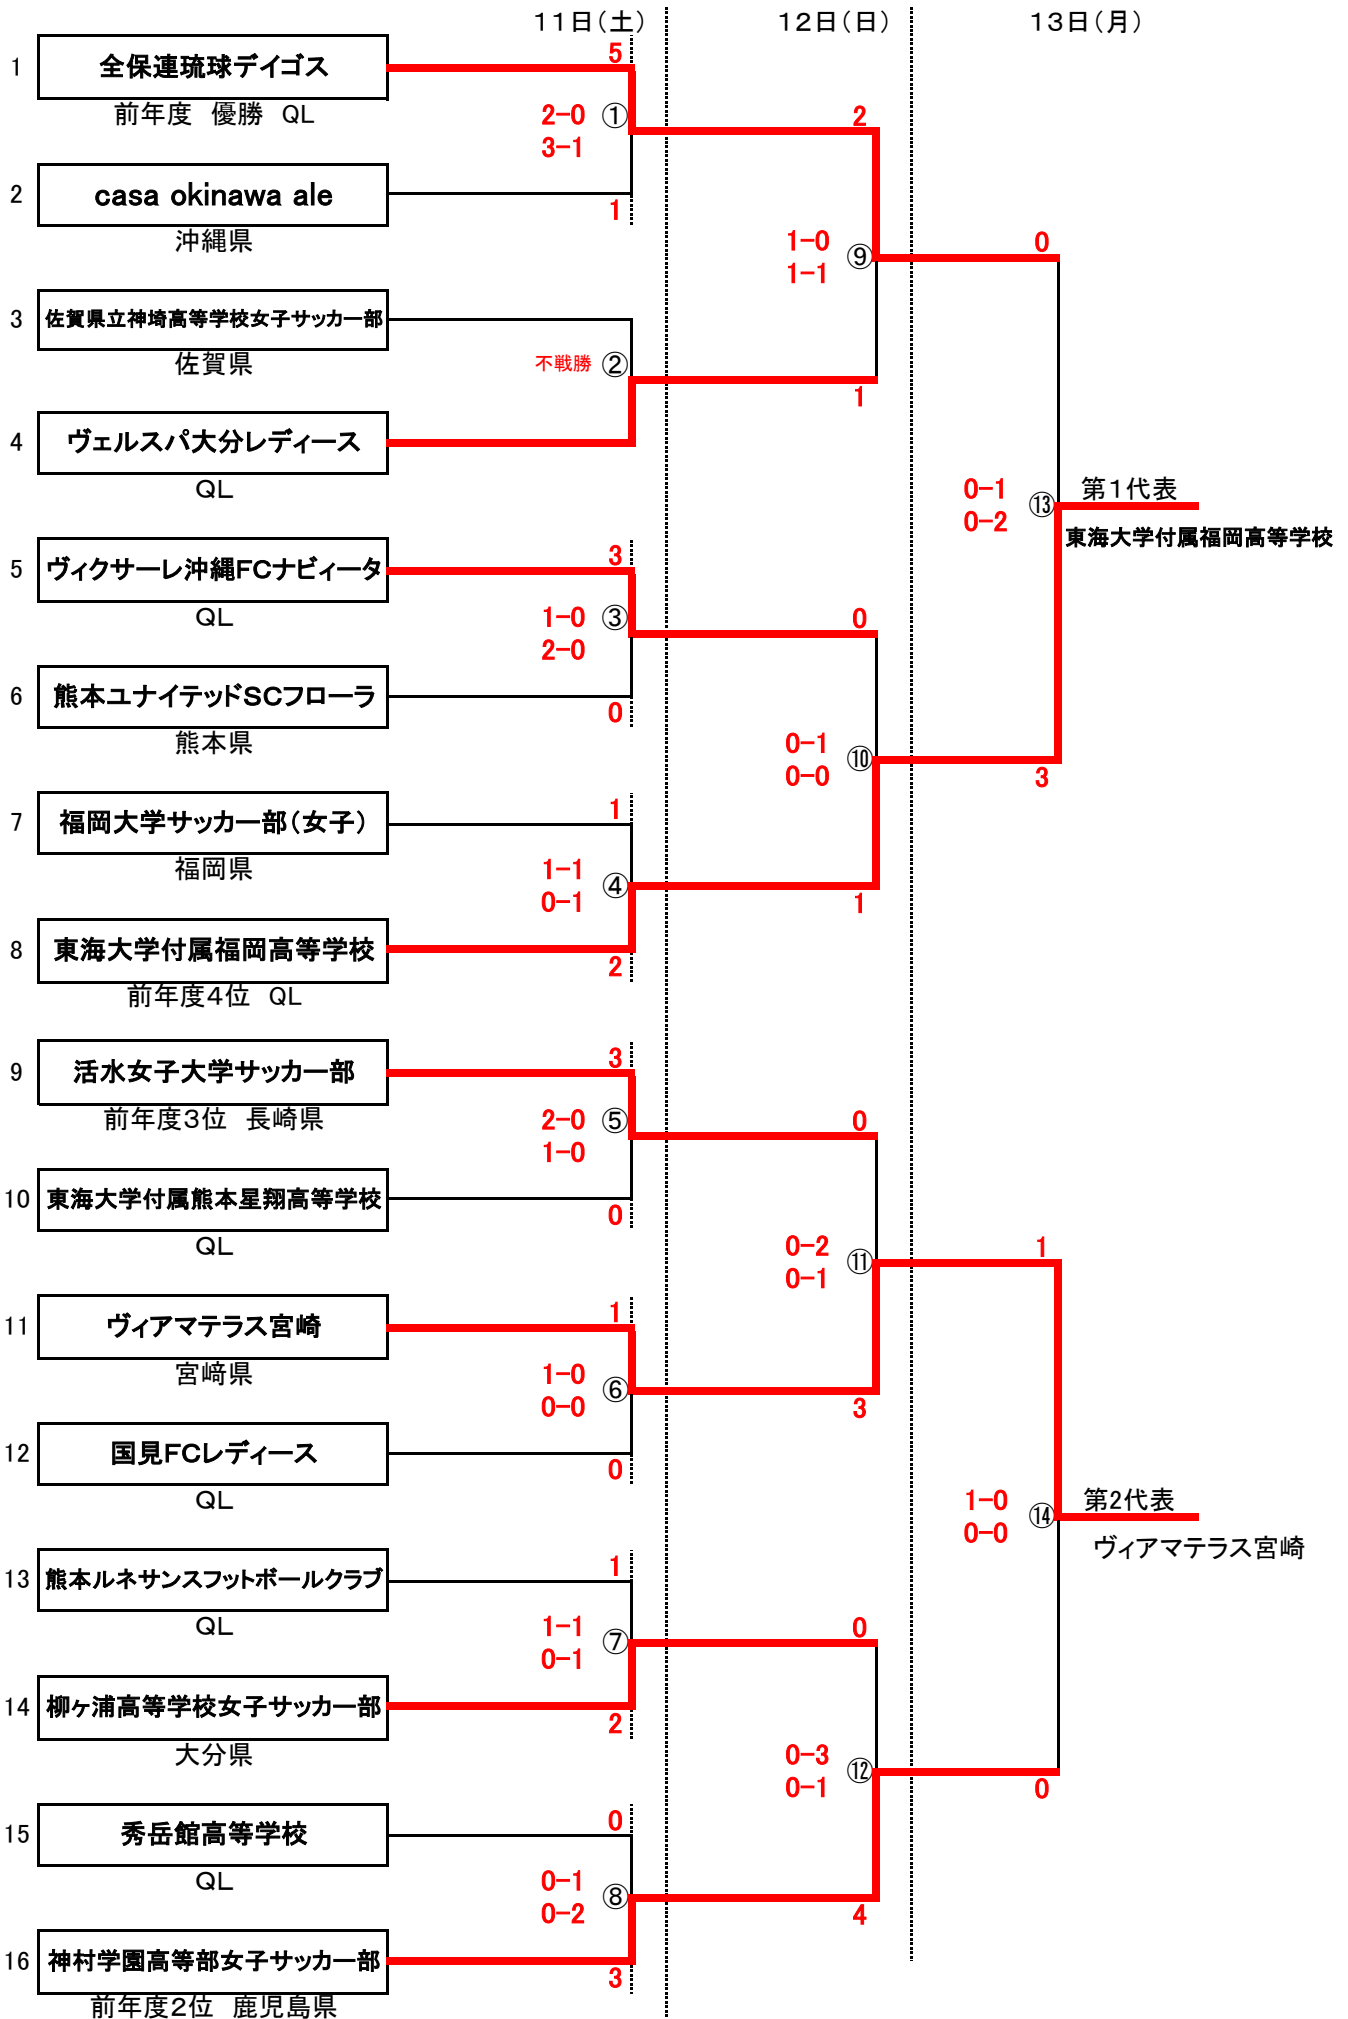 11日(土)
12日(日)
13日(月)
1
全保連琉球デイゴス
前年度 優勝 QL
5
2-0
3-1
①
2
casa okinawa ale
沖縄県
1
2
1-0
1-1
⑨
0
3
佐賀県立神埼高等学校女子サッカー部
佐賀県
不戦勝
②
1
4
ヴェルスパ大分レディース
QL
0-1
0-2
⑬
第1代表
東海大学付属福岡高等学校
5
ヴィクサーレ沖縄FCナビィータ
QL
3
1-0
2-0
③
0
6
熊本ユナイテッドSCフローラ
熊本県
0
0-1
0-0
⑩
3
7
福岡大学サッカー部(女子)
福岡県
1
1-1
0-1
④
1
8
東海大学付属福岡高等学校
前年度4位 QL
2
9
活水女子大学サッカー部
前年度3位 長崎県
3
2-0
1-0
⑤
0
10
東海大学付属熊本星翔高等学校
QL
0
0-2
0-1
⑪
1
11
ヴィアマテラス宮崎
宮﨑県
1
1-0
0-0
⑥
3
12
国見FCレディース
QL
0
1-0
0-0
⑭
第2代表
ヴィアマテラス宮崎
13
熊本ルネサンスフットボールクラブ
QL
1
1-1
0-1
⑦
0
14
柳ヶ浦高等学校女子サッカー部
大分県
2
0-3
0-1
⑫
0
15
秀岳館高等学校
QL
0
0-1
0-2
⑧
4
16
神村学園高等部女子サッカー部
前年度2位 鹿児島県
3